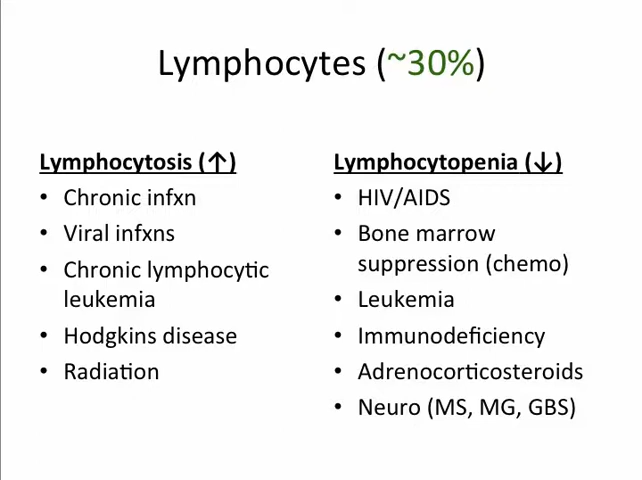 Lymphocytes (~30%)
Lymphocytosis (↑)
• Chronic infxn
• Viral infxns
• Chronic lymphocytic
leukemia
• Hodgkins disease
• Radiation
Lymphocytopenia (↓)
• HIV/AIDS
• Bone marrow
suppression (chemo)
• Leukemia
• Immunodeficiency
• Adrenocorticosteroids
• Neuro (MS, MG, GBS)